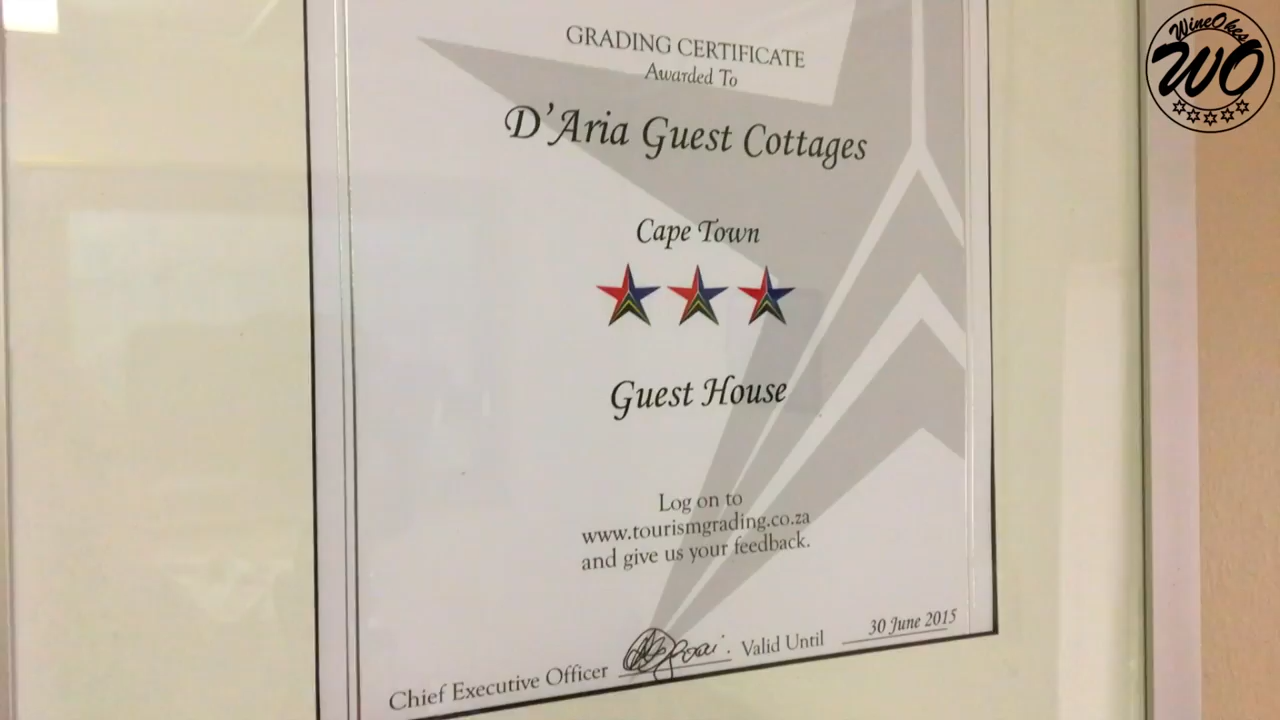 WineOkes
WO
GRADING CERTIFICATE
Awarded To
D'Aria Guest Cottages
Cape Town
Guest House
Log on to
www.tourismgrading.co.za
and give us your feedback.
Chief Executive Officer Valid Until 30 June 2015